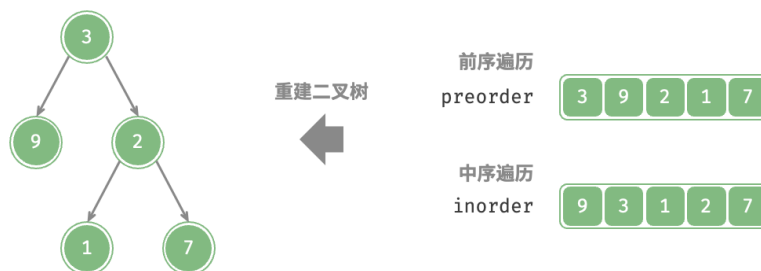 3
9 2
1 7
重建二叉树
前序遍历
preorder 3 9 2 1 7
中序遍历
inorder 9 3 1 2 7